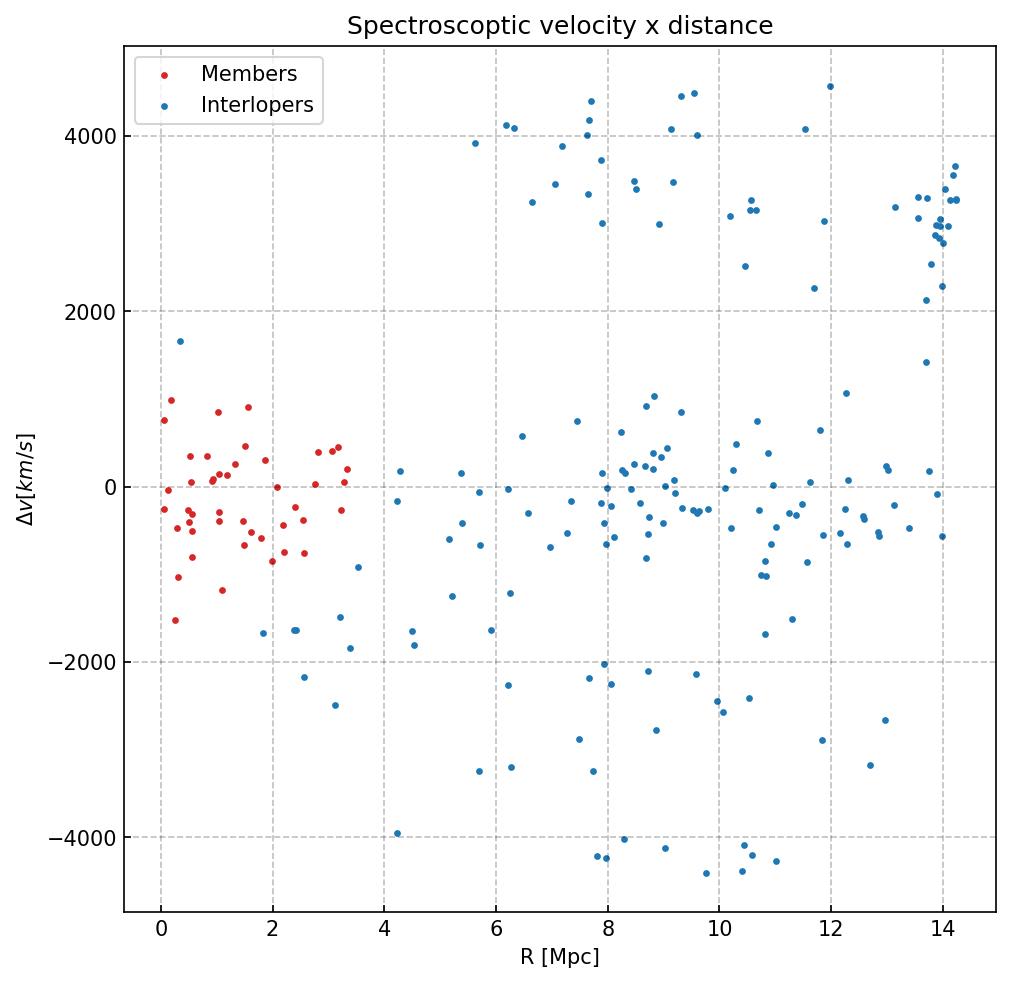 Spectroscoptic velocity x distance
Members
Interlopers
4000
2000
0
−2000
−4000
Δv[km/s]
0 2 4 6 8 10 12 14
R [Mpc]